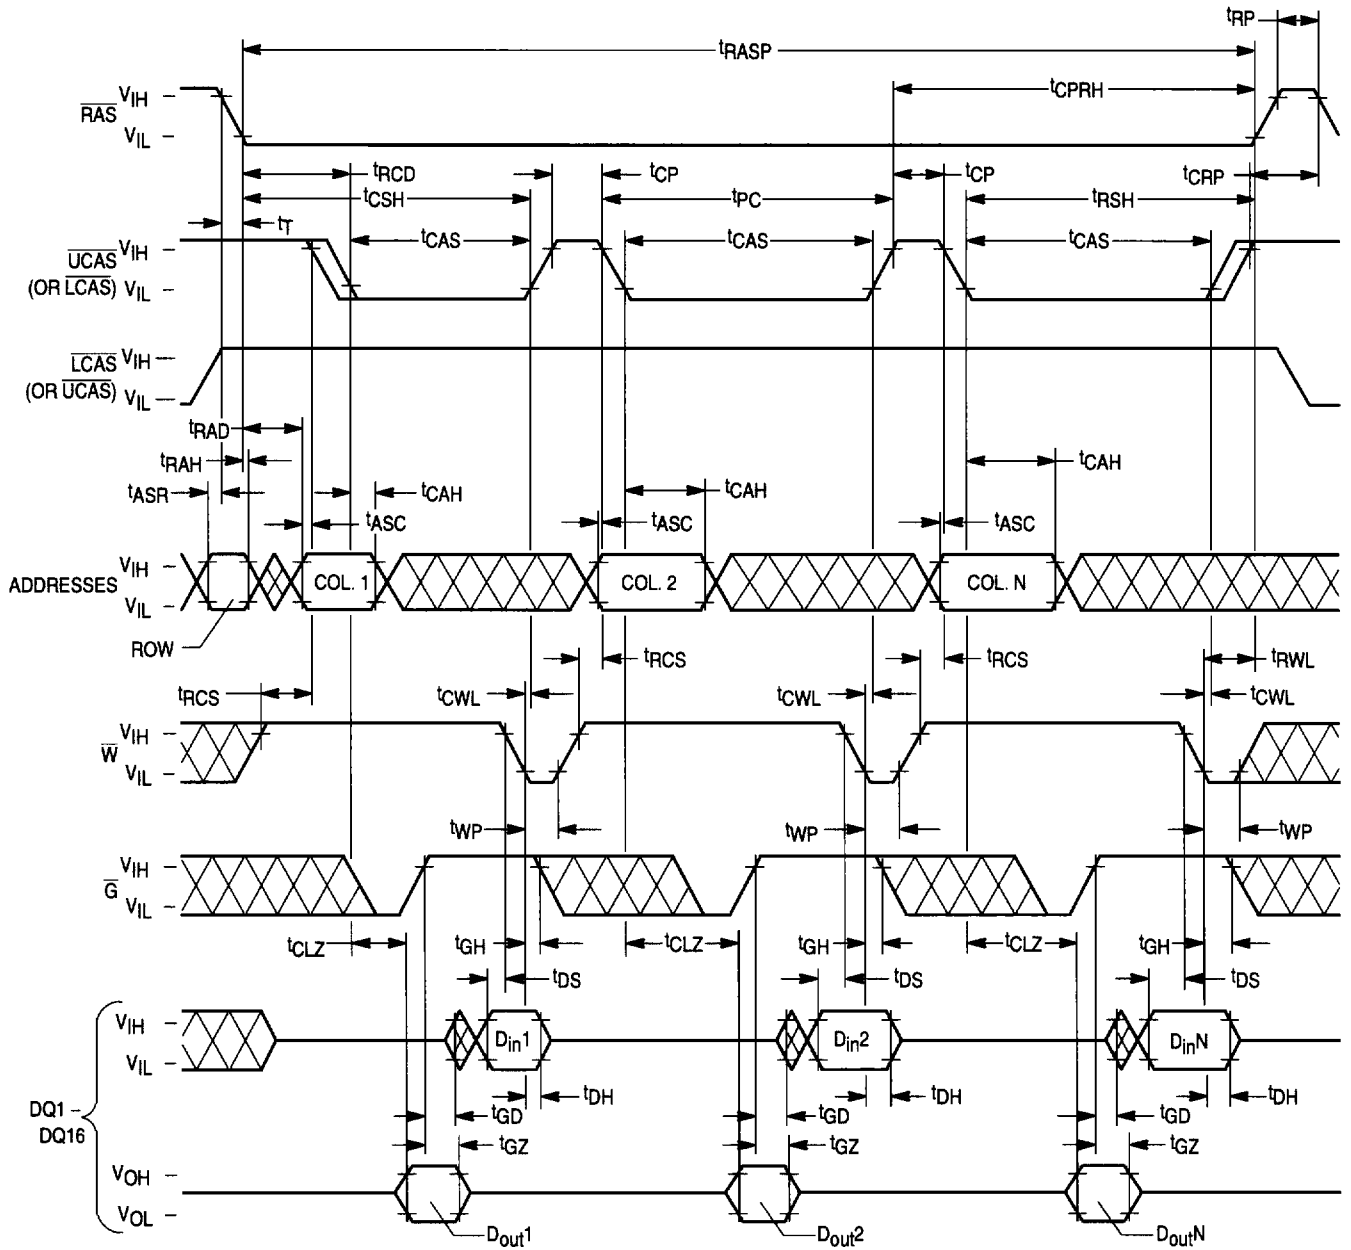 tRP
tRASP
tCPRH
RAS VIH
VIL
tRCD tCP tCP tCRP
tCSH tPC tRSH
tT tCAS tCAS tCAS
UCAS VIH
(OR LCAS) VIL
LCAS VIH
(OR UCAS) VIL
tRAD
tRAH tCAH
tASR tCAH tCAH
tASC tASC tASC
ADDRESSES VIH
VIL
COL. 1 COL. 2 COL. N
ROW
tRCS tRCS tRWL
tRCS tCWL tCWL tCWL
W VIH
VIL
tWP tWP tWP
G VIH
VIL
tCLZ tGH tCLZ tGH tCLZ tGH
tDS tDS tDS
VIH
VIL
Din1 Din2 DinN
tDH tDH tDH
DQ1 –
DQ16
tGD tGD tGD
tGZ tGZ tGZ
VOH
VOL
Dout1 Dout2 DoutN